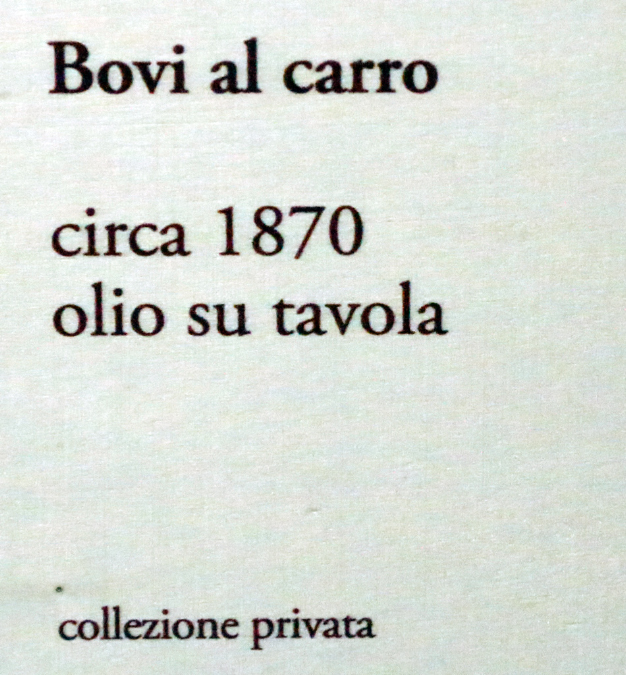 Bovi al carro
circa 1870
olio su tavola
collezione privata